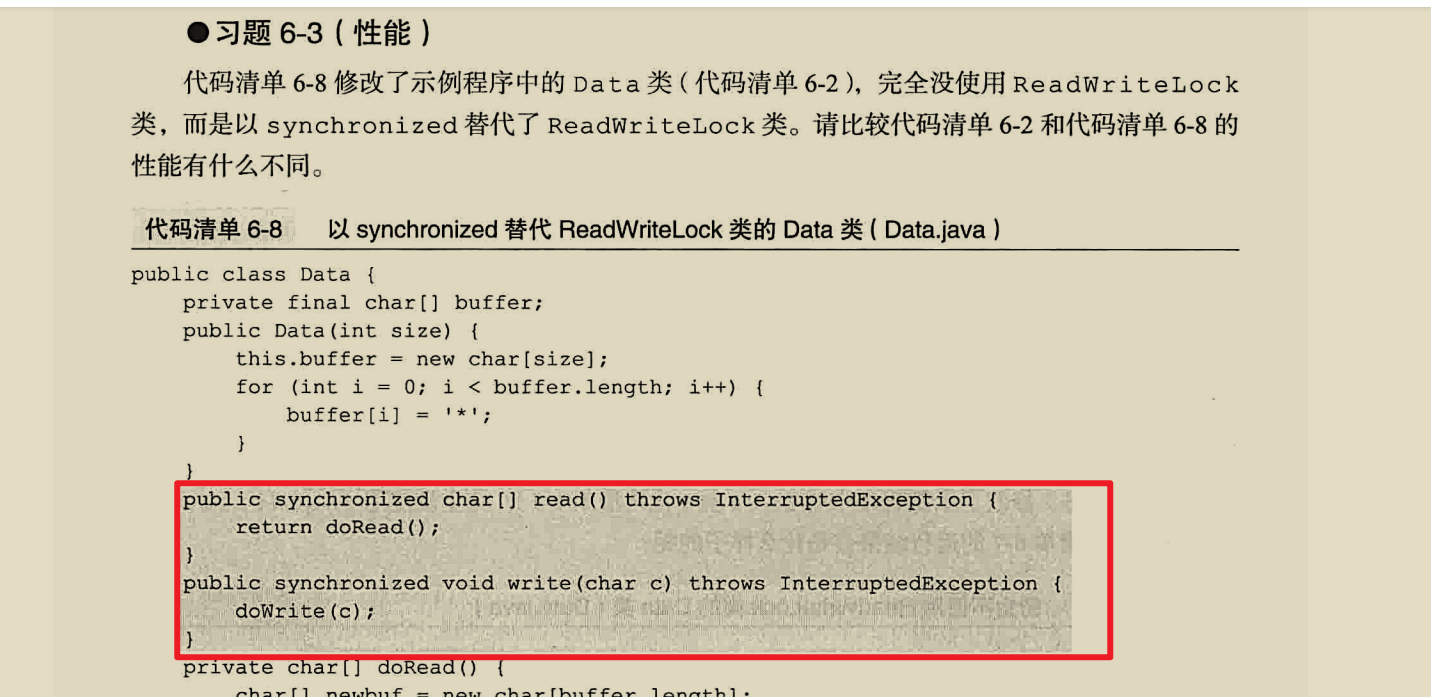 ●习题 6-3（性能）
代码清单 6-8 修改了示例程序中的 Data 类（代码清单 6-2），完全没使用 ReadWriteLock
类，而是以 synchronized 替代了 ReadWriteLock 类。请比较代码清单 6-2 和代码清单 6-8 的
性能有什么不同。
代码清单 6-8 以 synchronized 替代 ReadWriteLock 类的 Data 类（Data.java）
public class Data {
    private final char[] buffer;
    public Data(int size) {
        this.buffer = new char[size];
        for (int i = 0; i < buffer.length; i++) {
            buffer[i] = '*';
        }
    }
    public synchronized char[] read() throws InterruptedException {
        return doRead();
    }
    public synchronized void write(char c) throws InterruptedException {
        doWrite(c);
    }
    private char[] doRead() {
        char[] newbuf = new char[buffer.length];